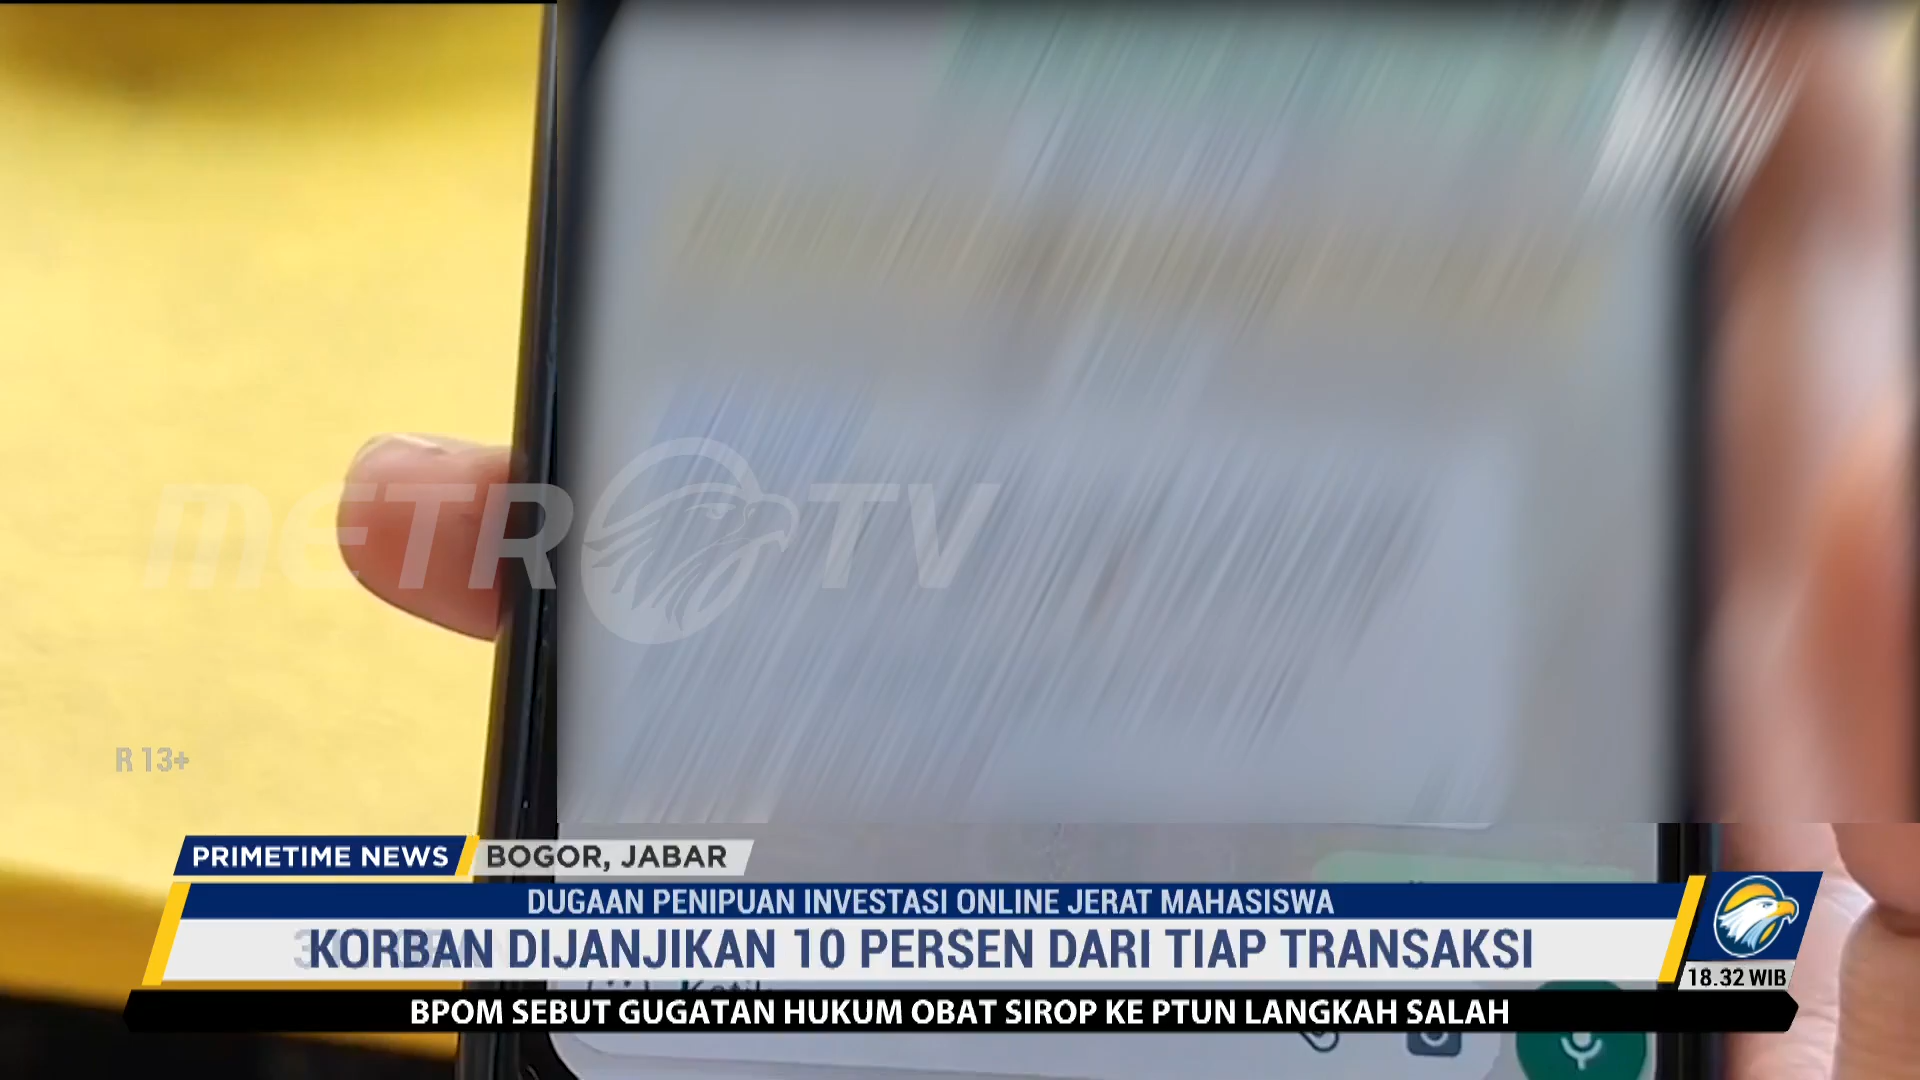 METRO TV
R 13+
PRIMETIME NEWS
BOGOR, JABAR
DUGAAN PENIPUAN INVESTASI ONLINE JERAT MAHASISWA
KORBAN DIJANJIKAN 10 PERSEN DARI TIAP TRANSAKSI
18.32 WIB
BPOM SEBUT GUGATAN HUKUM OBAT SIROP KE PTUN LANGKAH SALAH